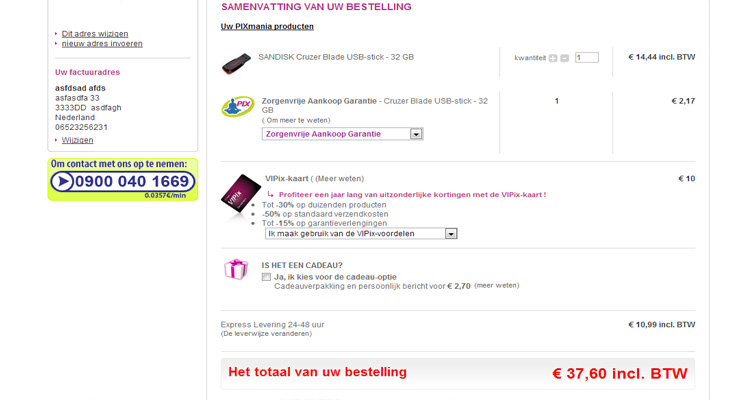 Dit adres wijzigen
nieuw adres invoeren
Uw factuuradres
asfdsad afds
asfasdfa 33
3333DD asdfagh
Nederland
06523256231
Wijzigen
Om contact met ons op te nemen:
0900 040 1669
0.0357€/min
SAMENVATTING VAN UW BESTELLING
Uw PIXmania producten
SANDISK Cruzer Blade USB-stick - 32 GB
kwantiteit 1
€ 14,44 incl. BTW
PIX
Zorgenvrije Aankoop Garantie - Cruzer Blade USB-stick - 32
GB
( Om meer te weten)
Zorgenvrije Aankoop Garantie
1
€ 2,17
VIPix
VIPix-kaart ( (Meer weten)
€ 10
Profiteer een jaar lang van uitzonderlijke kortingen met de VIPix-kaart !
Tot -30% op duizenden producten
-50% op standaard verzendkosten
Tot -15% op garantieverlengingen
Ik maak gebruik van de VIPix-voordelen
IS HET EEN CADEAU?
Ja, ik kies voor de cadeau-optie
Cadeauverpakking en persoonlijk bericht voor € 2,70 (meer weten)
Express Levering 24-48 uur
(De leverwijze veranderen)
€ 10,99 incl. BTW
Het totaal van uw bestelling
€ 37,60 incl. BTW